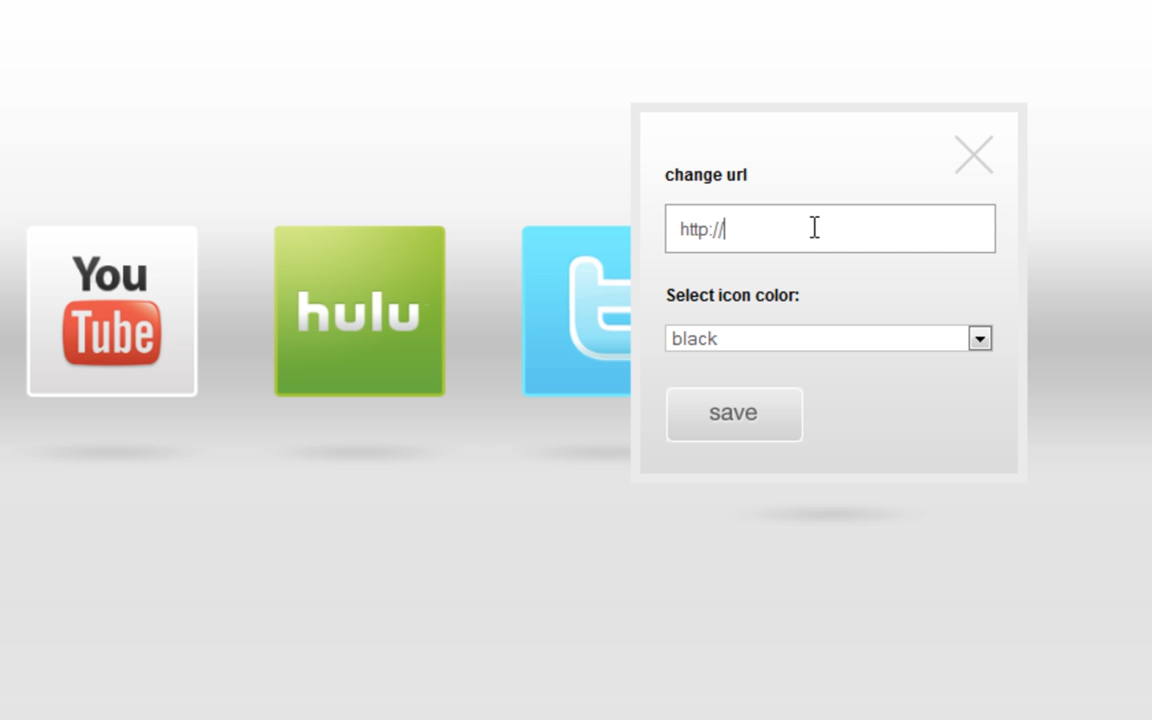 You
Tube
hulu
change url
http://
Select icon color:
black
save